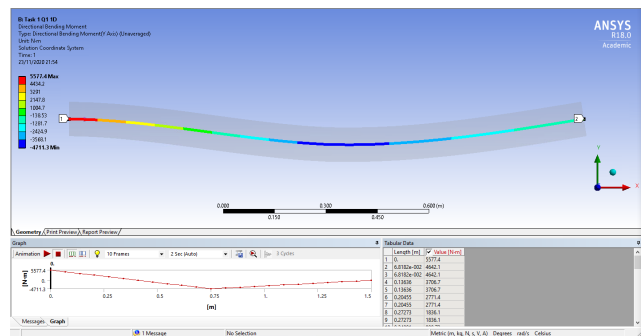 B: Task 1 Q1 1D
Directional Bending Moment
Type: Directional Bending Moment(Y Axis) (Unaveraged)
Unit: N·m
Solution Coordinate System
Time: 1
23/11/2020 21:54
5577.4 Max
4434.2
3291
2147.8
1004.7
-138.53
-1281.7
-2424.9
-3568.1
-4711.3 Min
ANSYS
R18.0
Academic
1
2
Y
X
0.000
0.300
0.600 (m)
0.150
0.450
Geometry Print Preview Report Preview
Graph
Animation
10 Frames
2 Sec (Auto)
3 Cycles
[N·m]
5577.4
0.
-4711.3
0.
0.
0.25
0.5
0.75
1.
1.25
1.5
[m]
Messages Graph
Tabular Data
Length [m] Value [N·m]
1 0. 5577.4
2 6.8182e-002 4642.1
3 0.13636 3706.7
4 0.13636 3706.7
5 0.20455 2771.4
6 0.20455 2771.4
7 0.27273 1836.1
8 0.27273 1836.1
1 Message
No Selection
Metric (m, kg, N, s, V, A) Degrees rad/s Celsius